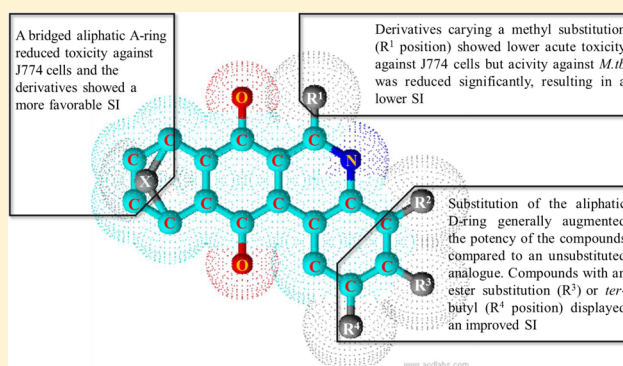 A bridged aliphatic A-ring
reduced toxicity against
J774 cells and the
derivatives showed a
more favorable SI
Derivatives carying a methyl substitution
(R¹ position) showed lower acute toxicity
against J774 cells but acivity against M.tb
was reduced significantly, resulting in a
lower SI
O
R¹
C
C
C
C
C
C
C
N
X
C
C
C
C
C
C
C
R²
O
C
C
R³
C
R⁴
Substitution of the aliphatic
D-ring generally augmented
the potency of the compounds
compared to an unsubstituted
analogue. Compounds with an
ester substitution (R³) or ter-
butyl (R⁴ position) displayed
an improved SI
www.acdlabs.com